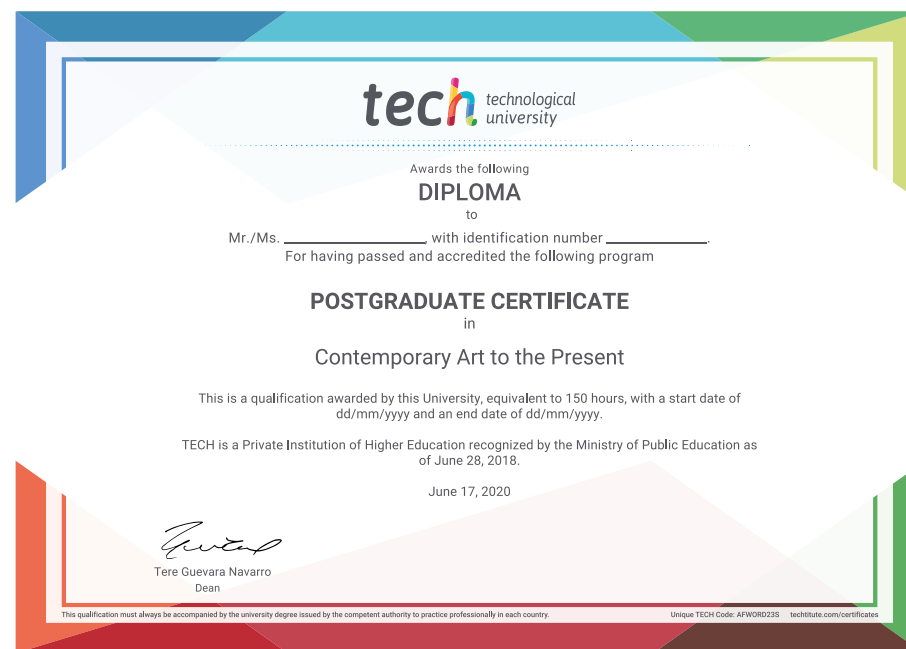 tech technological
university
Awards the following
DIPLOMA
to
Mr./Ms. ____________________, with identification number ______________.
For having passed and accredited the following program
POSTGRADUATE CERTIFICATE
in
Contemporary Art to the Present
This is a qualification awarded by this University, equivalent to 150 hours, with a start date of
dd/mm/yyyy and an end date of dd/mm/yyyy.
TECH is a Private Institution of Higher Education recognized by the Ministry of Public Education as
of June 28, 2018.
June 17, 2020
Tere Guevara Navarro
Dean
This qualification must always be accompanied by the university degree issued by the competent authority to practice professionally in each country. Unique TECH Code: AFWORD23S techtitute.com/certificates